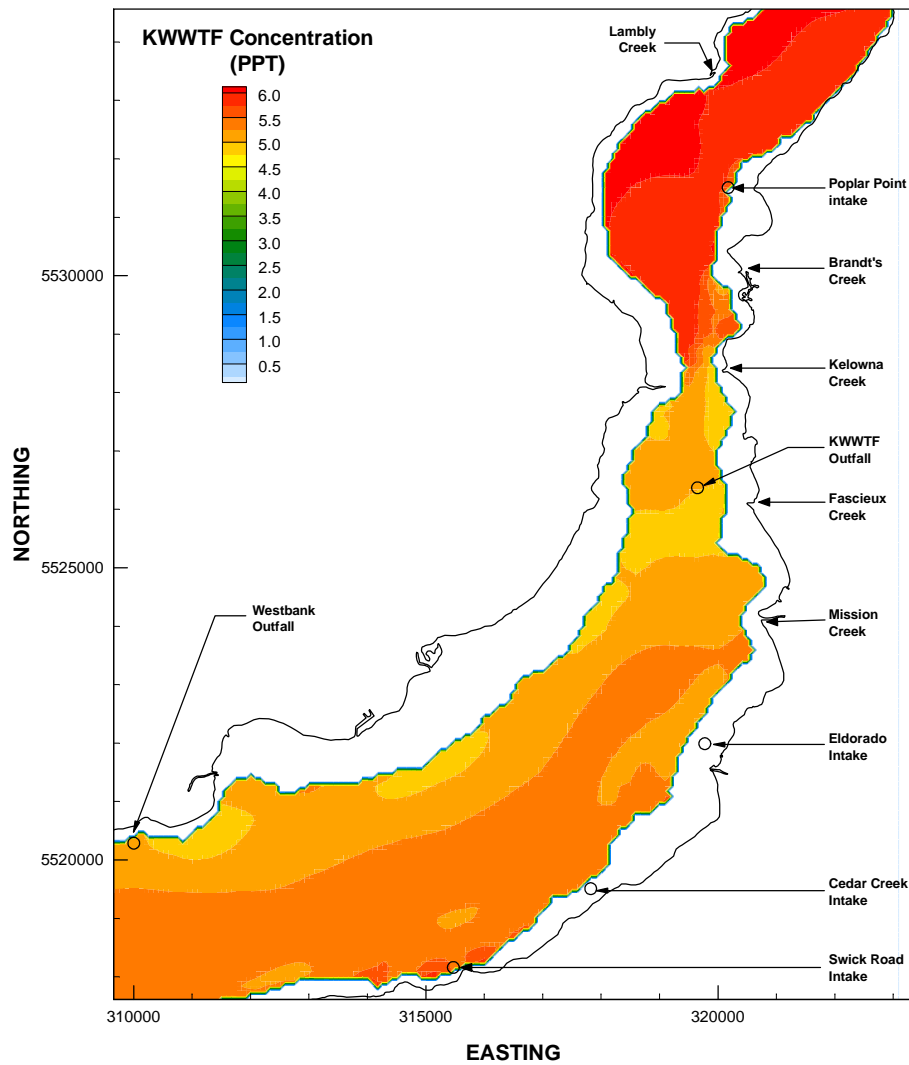 KWWTF Concentration
(PPT)
6.0
5.5
5.0
4.5
4.0
3.5
3.0
2.5
2.0
1.5
1.0
0.5
Lambly
Creek
Poplar Point
intake
Brandt's
Creek
Kelowna
Creek
KWWTF
Outfall
Fascieux
Creek
Mission
Creek
Eldorado
Intake
Cedar Creek
Intake
Swick Road
Intake
Westbank
Outfall
NORTHING
5530000
5525000
5520000
310000
315000
320000
EASTING